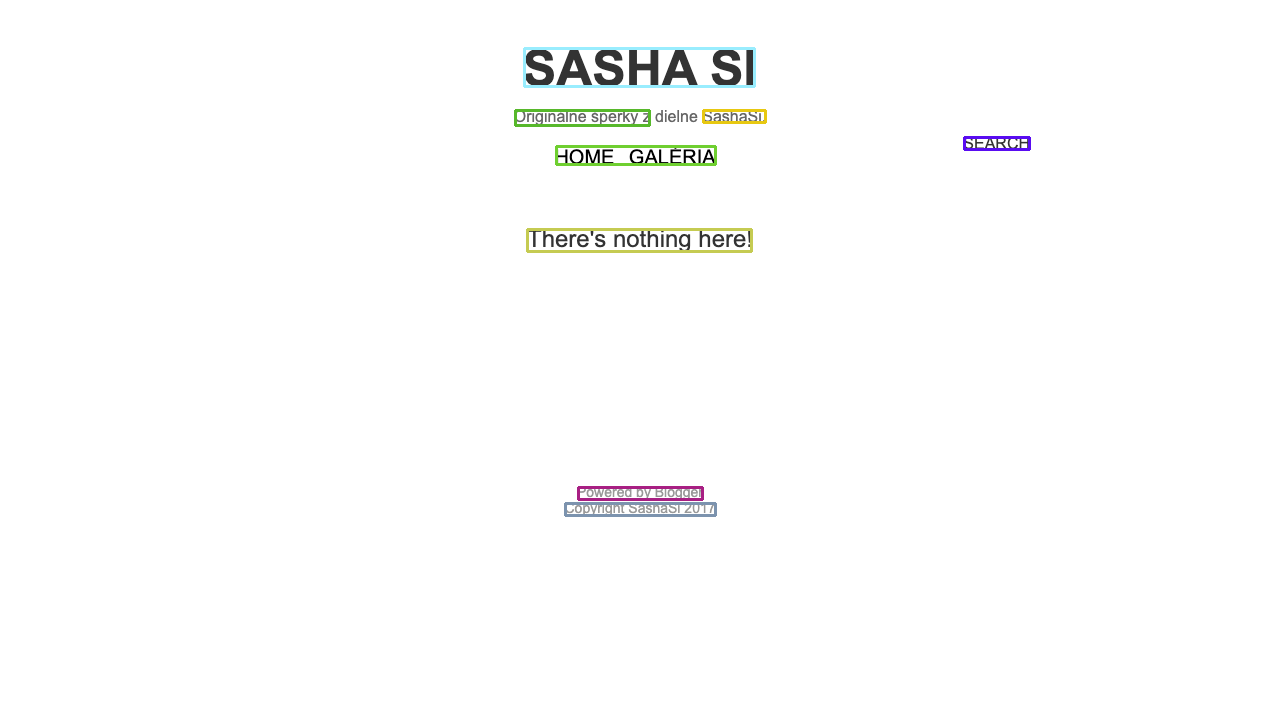 SASHA SI
Originálne šperky z dielne SashaSi.
SEARCH
HOME GALÉRIA
There's nothing here!
Powered by Blogger
Copyright SashaSi 2017